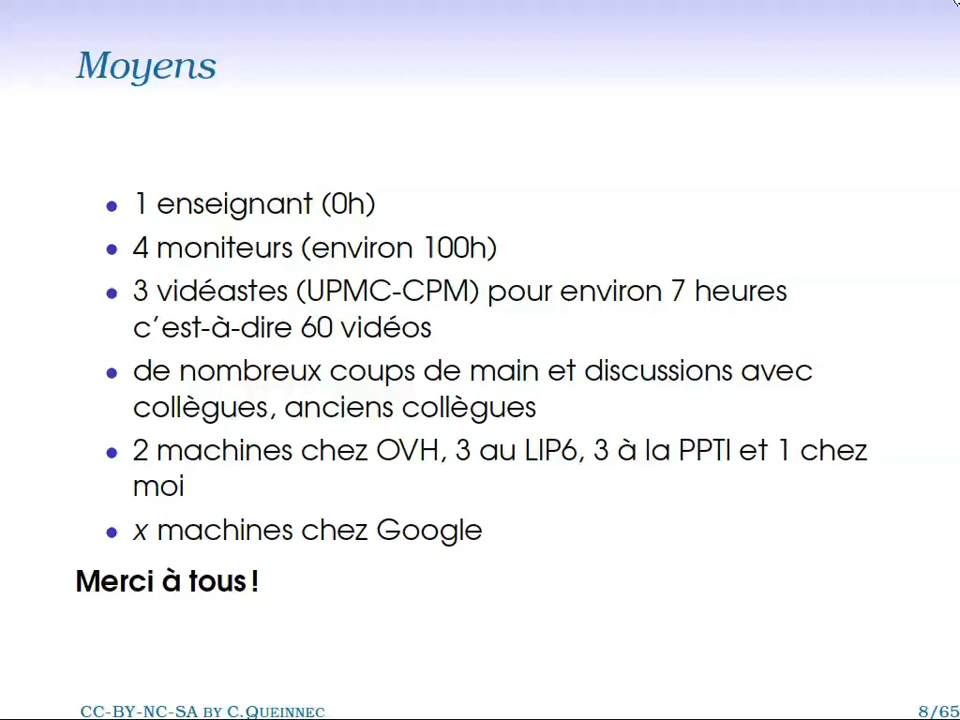 Moyens
• 1 enseignant (0h)
• 4 moniteurs (environ 100h)
• 3 vidéastes (UPMC-CPM) pour environ 7 heures
c'est-à-dire 60 vidéos
• de nombreux coups de main et discussions avec
collègues, anciens collègues
• 2 machines chez OVH, 3 au LIP6, 3 à la PPTI et 1 chez
moi
• x machines chez Google
Merci à tous !
CC-BY-NC-SA BY C.QUEINNEC 8/65